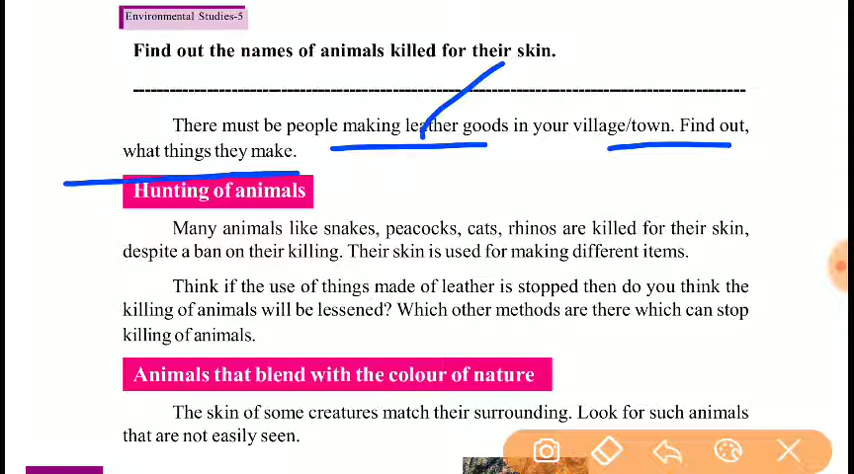 Environmental Studies-5
Find out the names of animals killed for their skin.
There must be people making leather goods in your village/town. Find out,
what things they make.
Hunting of animals
Many animals like snakes, peacocks, cats, rhinos are killed for their skin,
despite a ban on their killing. Their skin is used for making different items.
Think if the use of things made of leather is stopped then do you think the
killing of animals will be lessened? Which other methods are there which can stop
killing of animals.
Animals that blend with the colour of nature
The skin of some creatures match their surrounding. Look for such animals
that are not easily seen.